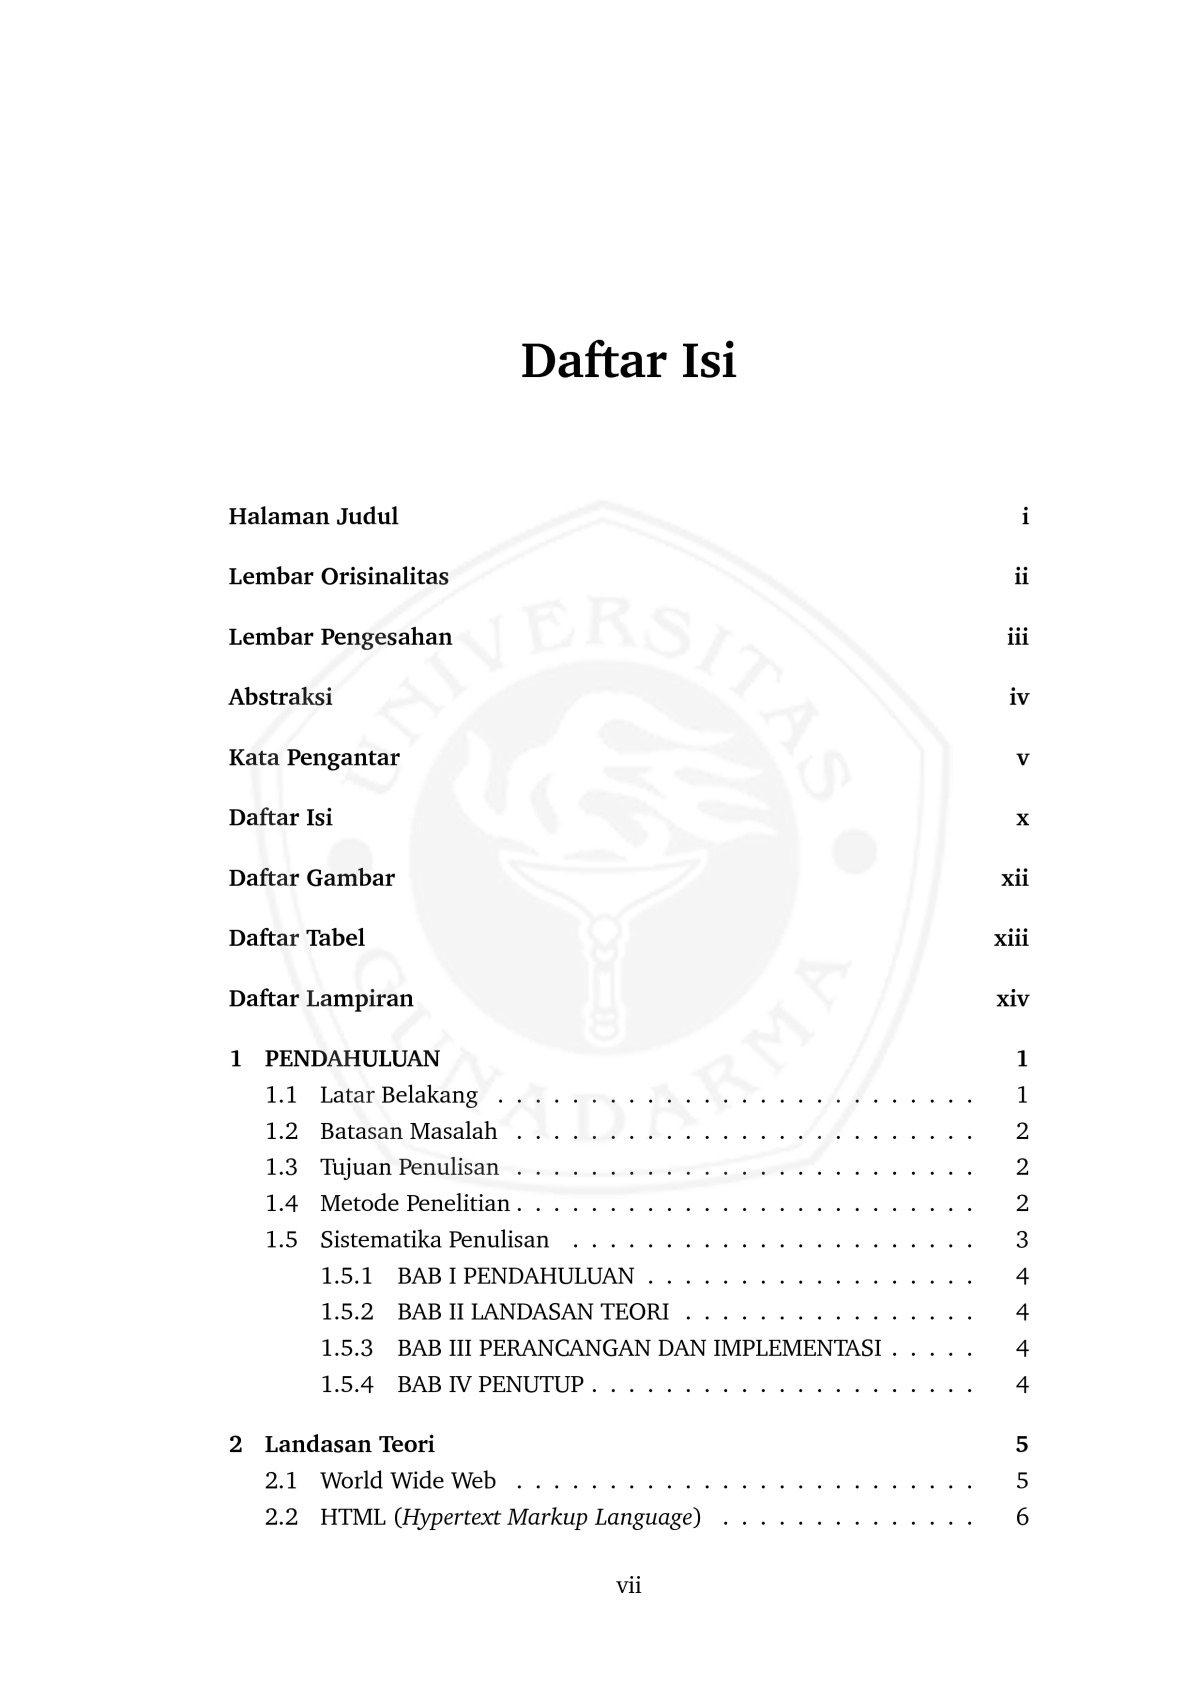 Daftar Isi
Halaman Judul i
Lembar Orisinalitas ii
Lembar Pengesahan iii
Abstraksi iv
Kata Pengantar v
Daftar Isi x
Daftar Gambar xii
Daftar Tabel xiii
Daftar Lampiran xiv
1 PENDAHULUAN 1
1.1 Latar Belakang . . . . . . . . . . . . . . . . . . . . . . . . . . 1
1.2 Batasan Masalah . . . . . . . . . . . . . . . . . . . . . . . . . 2
1.3 Tujuan Penulisan . . . . . . . . . . . . . . . . . . . . . . . . . 2
1.4 Metode Penelitian . . . . . . . . . . . . . . . . . . . . . . . . . 2
1.5 Sistematika Penulisan . . . . . . . . . . . . . . . . . . . . . . 3
1.5.1 BAB I PENDAHULUAN . . . . . . . . . . . . . . . . . . 4
1.5.2 BAB II LANDASAN TEORI . . . . . . . . . . . . . . . . 4
1.5.3 BAB III PERANCANGAN DAN IMPLEMENTASI . . . . . 4
1.5.4 BAB IV PENUTUP . . . . . . . . . . . . . . . . . . . . . 4
2 Landasan Teori 5
2.1 World Wide Web . . . . . . . . . . . . . . . . . . . . . . . . . 5
2.2 HTML (Hypertext Markup Language) . . . . . . . . . . . . . . 6
vii
UNIVERSITAS
GUNADARMA